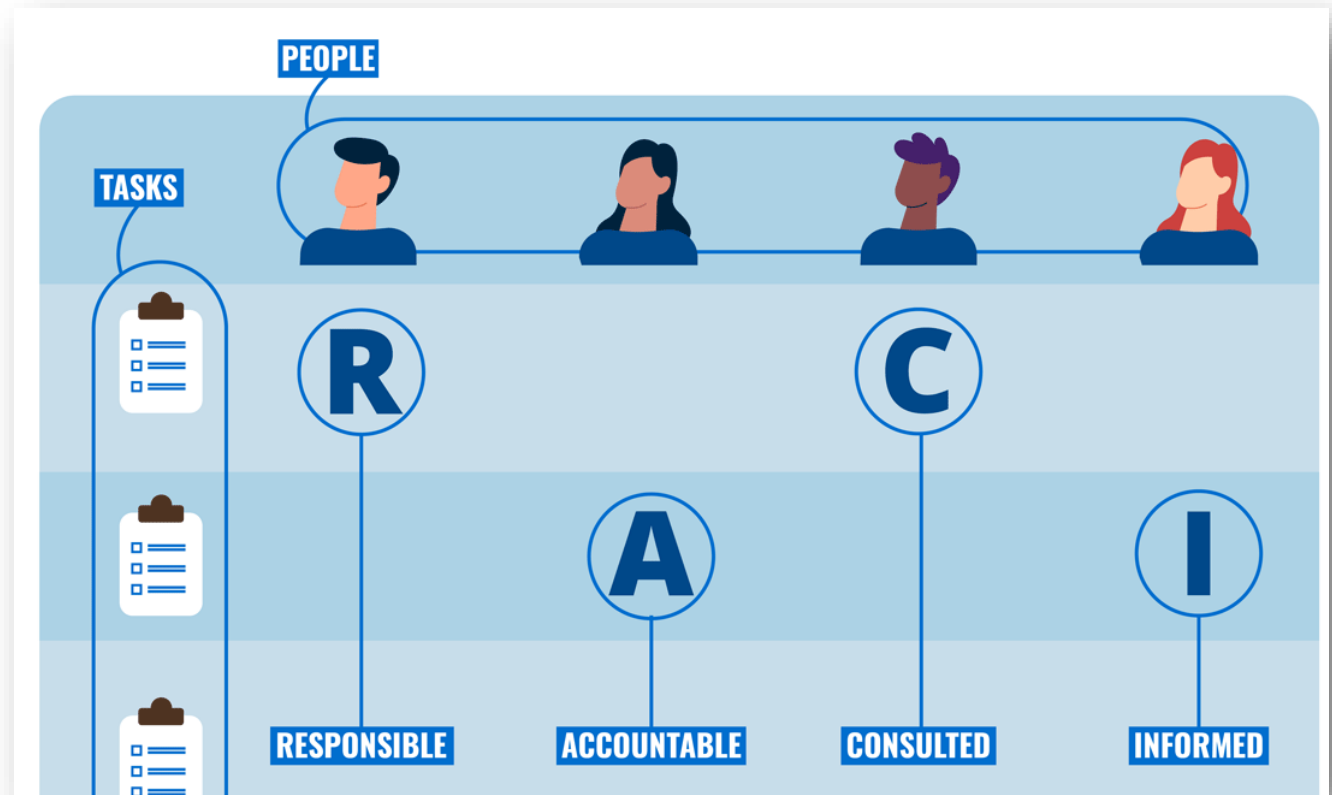 PEOPLE
TASKS
R C
A I
RESPONSIBLE ACCOUNTABLE CONSULTED INFORMED